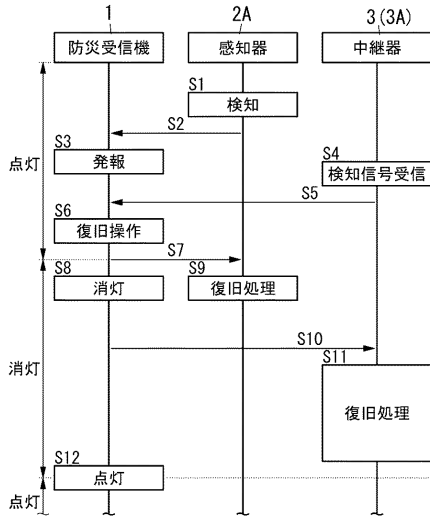 1
2A
3(3A)
防災受信機
感知器
中継器
S1
検知
S2
S3
発報
S4
検知信号受信
点灯
S5
S6
復旧操作
S7
S8
消灯
S9
復旧処理
S10
消灯
S11
復旧処理
S12
点灯
点灯